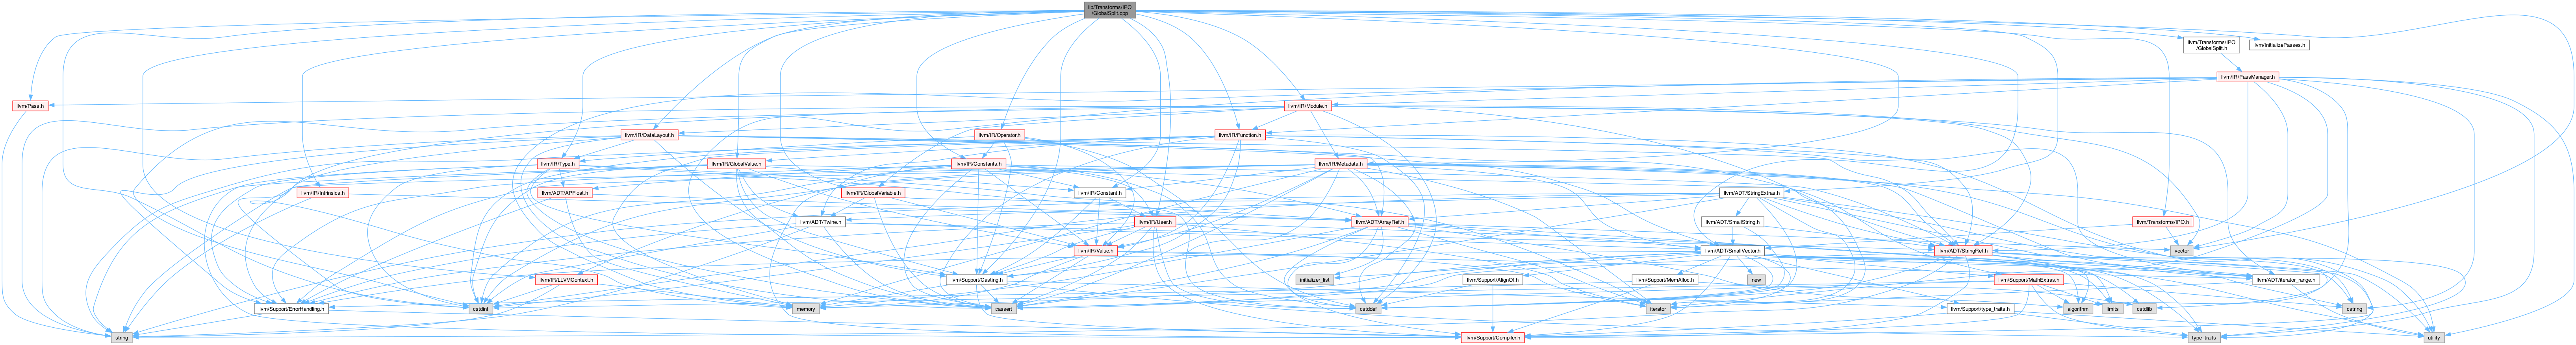 lib/Transforms/IPO
/GlobalSplit.cpp
llvm/Transforms/IPO
/GlobalSplit.h
llvm/InitializePasses.h
llvm/IR/PassManager.h
llvm/Pass.h
llvm/IR/Module.h
llvm/IR/DataLayout.h
llvm/IR/Operator.h
llvm/IR/Function.h
llvm/IR/Type.h
llvm/IR/GlobalValue.h
llvm/IR/Constants.h
llvm/IR/Metadata.h
llvm/IR/Intrinsics.h
llvm/ADT/APFloat.h
llvm/IR/GlobalVariable.h
llvm/IR/Constant.h
llvm/ADT/StringExtras.h
llvm/ADT/Twine.h
llvm/IR/User.h
llvm/ADT/ArrayRef.h
llvm/ADT/SmallString.h
llvm/Transforms/IPO.h
llvm/IR/Value.h
llvm/ADT/SmallVector.h
llvm/ADT/StringRef.h
vector
llvm/IR/LLVMContext.h
llvm/Support/Casting.h
initializer_list
llvm/Support/AlignOf.h
llvm/Support/MemAlloc.h
new
llvm/Support/MathExtras.h
llvm/ADT/iterator_range.h
llvm/Support/ErrorHandling.h
cstdint
memory
cassert
cstddef
iterator
llvm/Support/type_traits.h
algorithm
limits
cstdlib
cstring
string
llvm/Support/Compiler.h
type_traits
utility